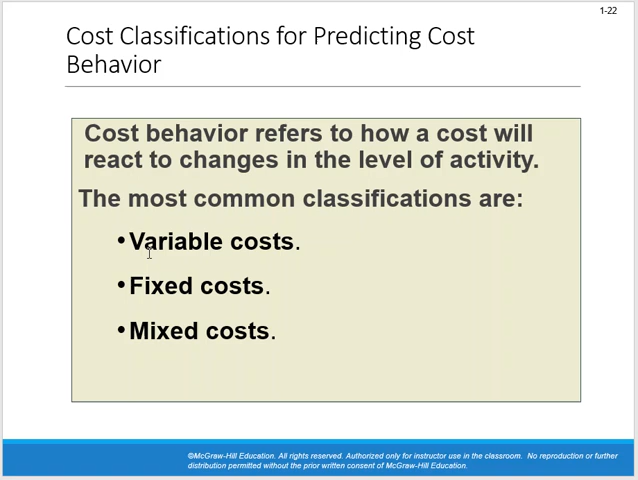 1-22
Cost Classifications for Predicting Cost
Behavior
Cost behavior refers to how a cost will
react to changes in the level of activity.
The most common classifications are:
•Variable costs.
•Fixed costs.
•Mixed costs.
©McGraw-Hill Education. All rights reserved. Authorized only for instructor use in the classroom. No reproduction or further
distribution permitted without the prior written consent of McGraw-Hill Education.